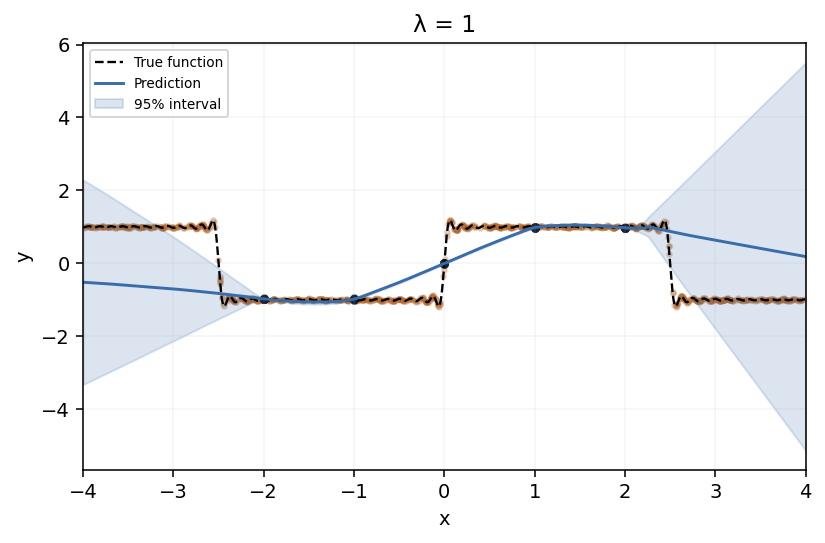 λ = 1
True function
Prediction
95% interval
6
4
2
0
−2
−4
y
−4
−3
−2
−1
0
1
2
3
4
x